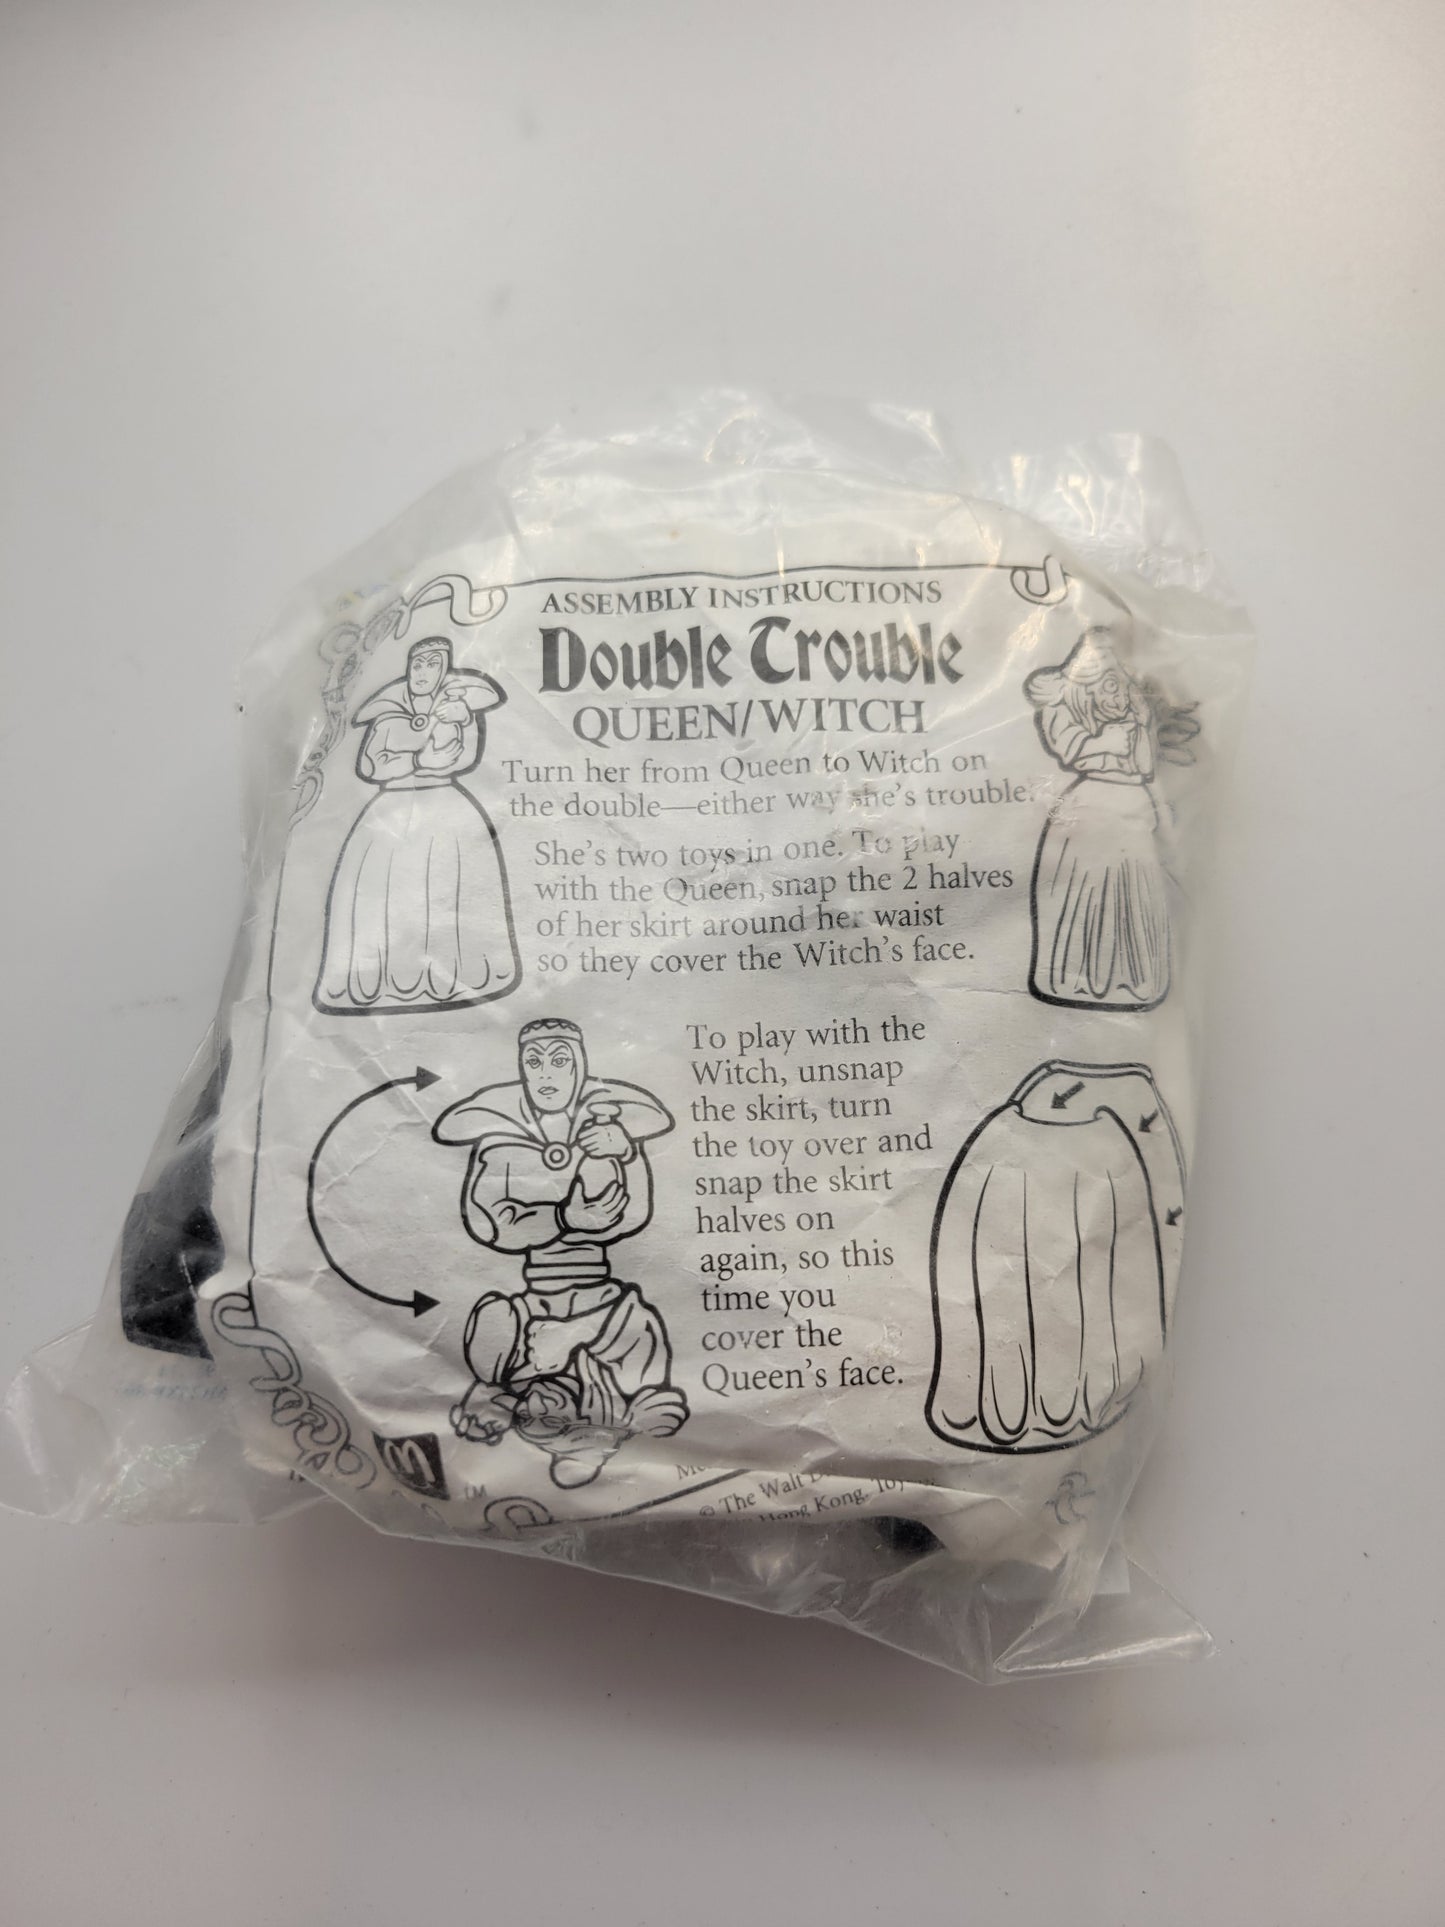 ASSEMBLY INSTRUCTIONS
Double Trouble
QUEEN/WITCH
Turn her from Queen to Witch on
the double—either way she's trouble.
She's two toys in one. To play
with the Queen, snap the 2 halves
of her skirt around her waist
so they cover the Witch's face.
To play with the
Witch, unsnap
the skirt, turn
the toy over and
snap the skirt
halves on
again, so this
time you
cover the
Queen's face.
TM
© The Walt
Hong Kong.